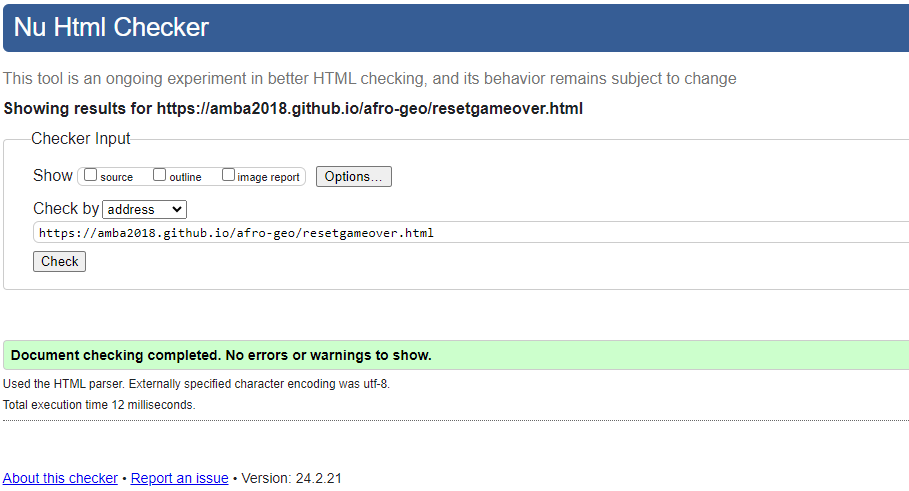 Nu Html Checker
This tool is an ongoing experiment in better HTML checking, and its behavior remains subject to change
Showing results for https://amba2018.github.io/afro-geo/resetgameover.html
Checker Input
Show source outline image report Options...
Check by address
https://amba2018.github.io/afro-geo/resetgameover.html
Check
Document checking completed. No errors or warnings to show.
Used the HTML parser. Externally specified character encoding was utf-8.
Total execution time 12 milliseconds.
About this checker • Report an issue • Version: 24.2.21